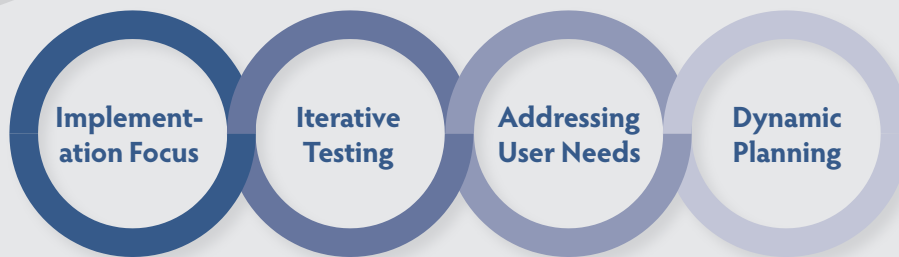 Implement-
ation Focus
Iterative
Testing
Addressing
User Needs
Dynamic
Planning